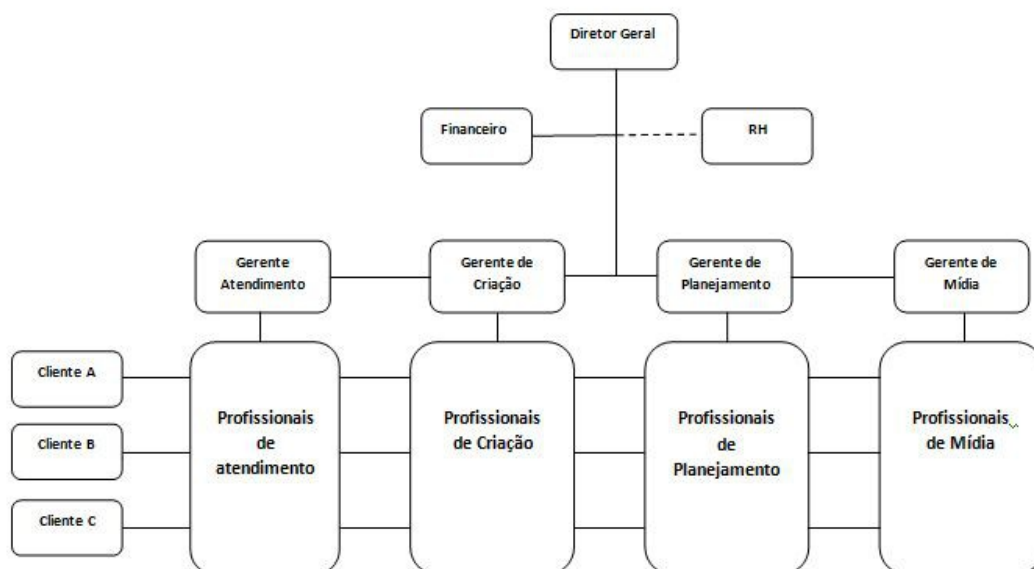 Diretor Geral
Financeiro
RH
Gerente
Atendimento
Gerente de
Criação
Gerente de
Planejamento
Gerente de
Mídia
Cliente A
Cliente B
Cliente C
Profissionais
de
atendimento
Profissionais
de Criação
Profissionais
de
Planejamento
Profissionais
de Mídia